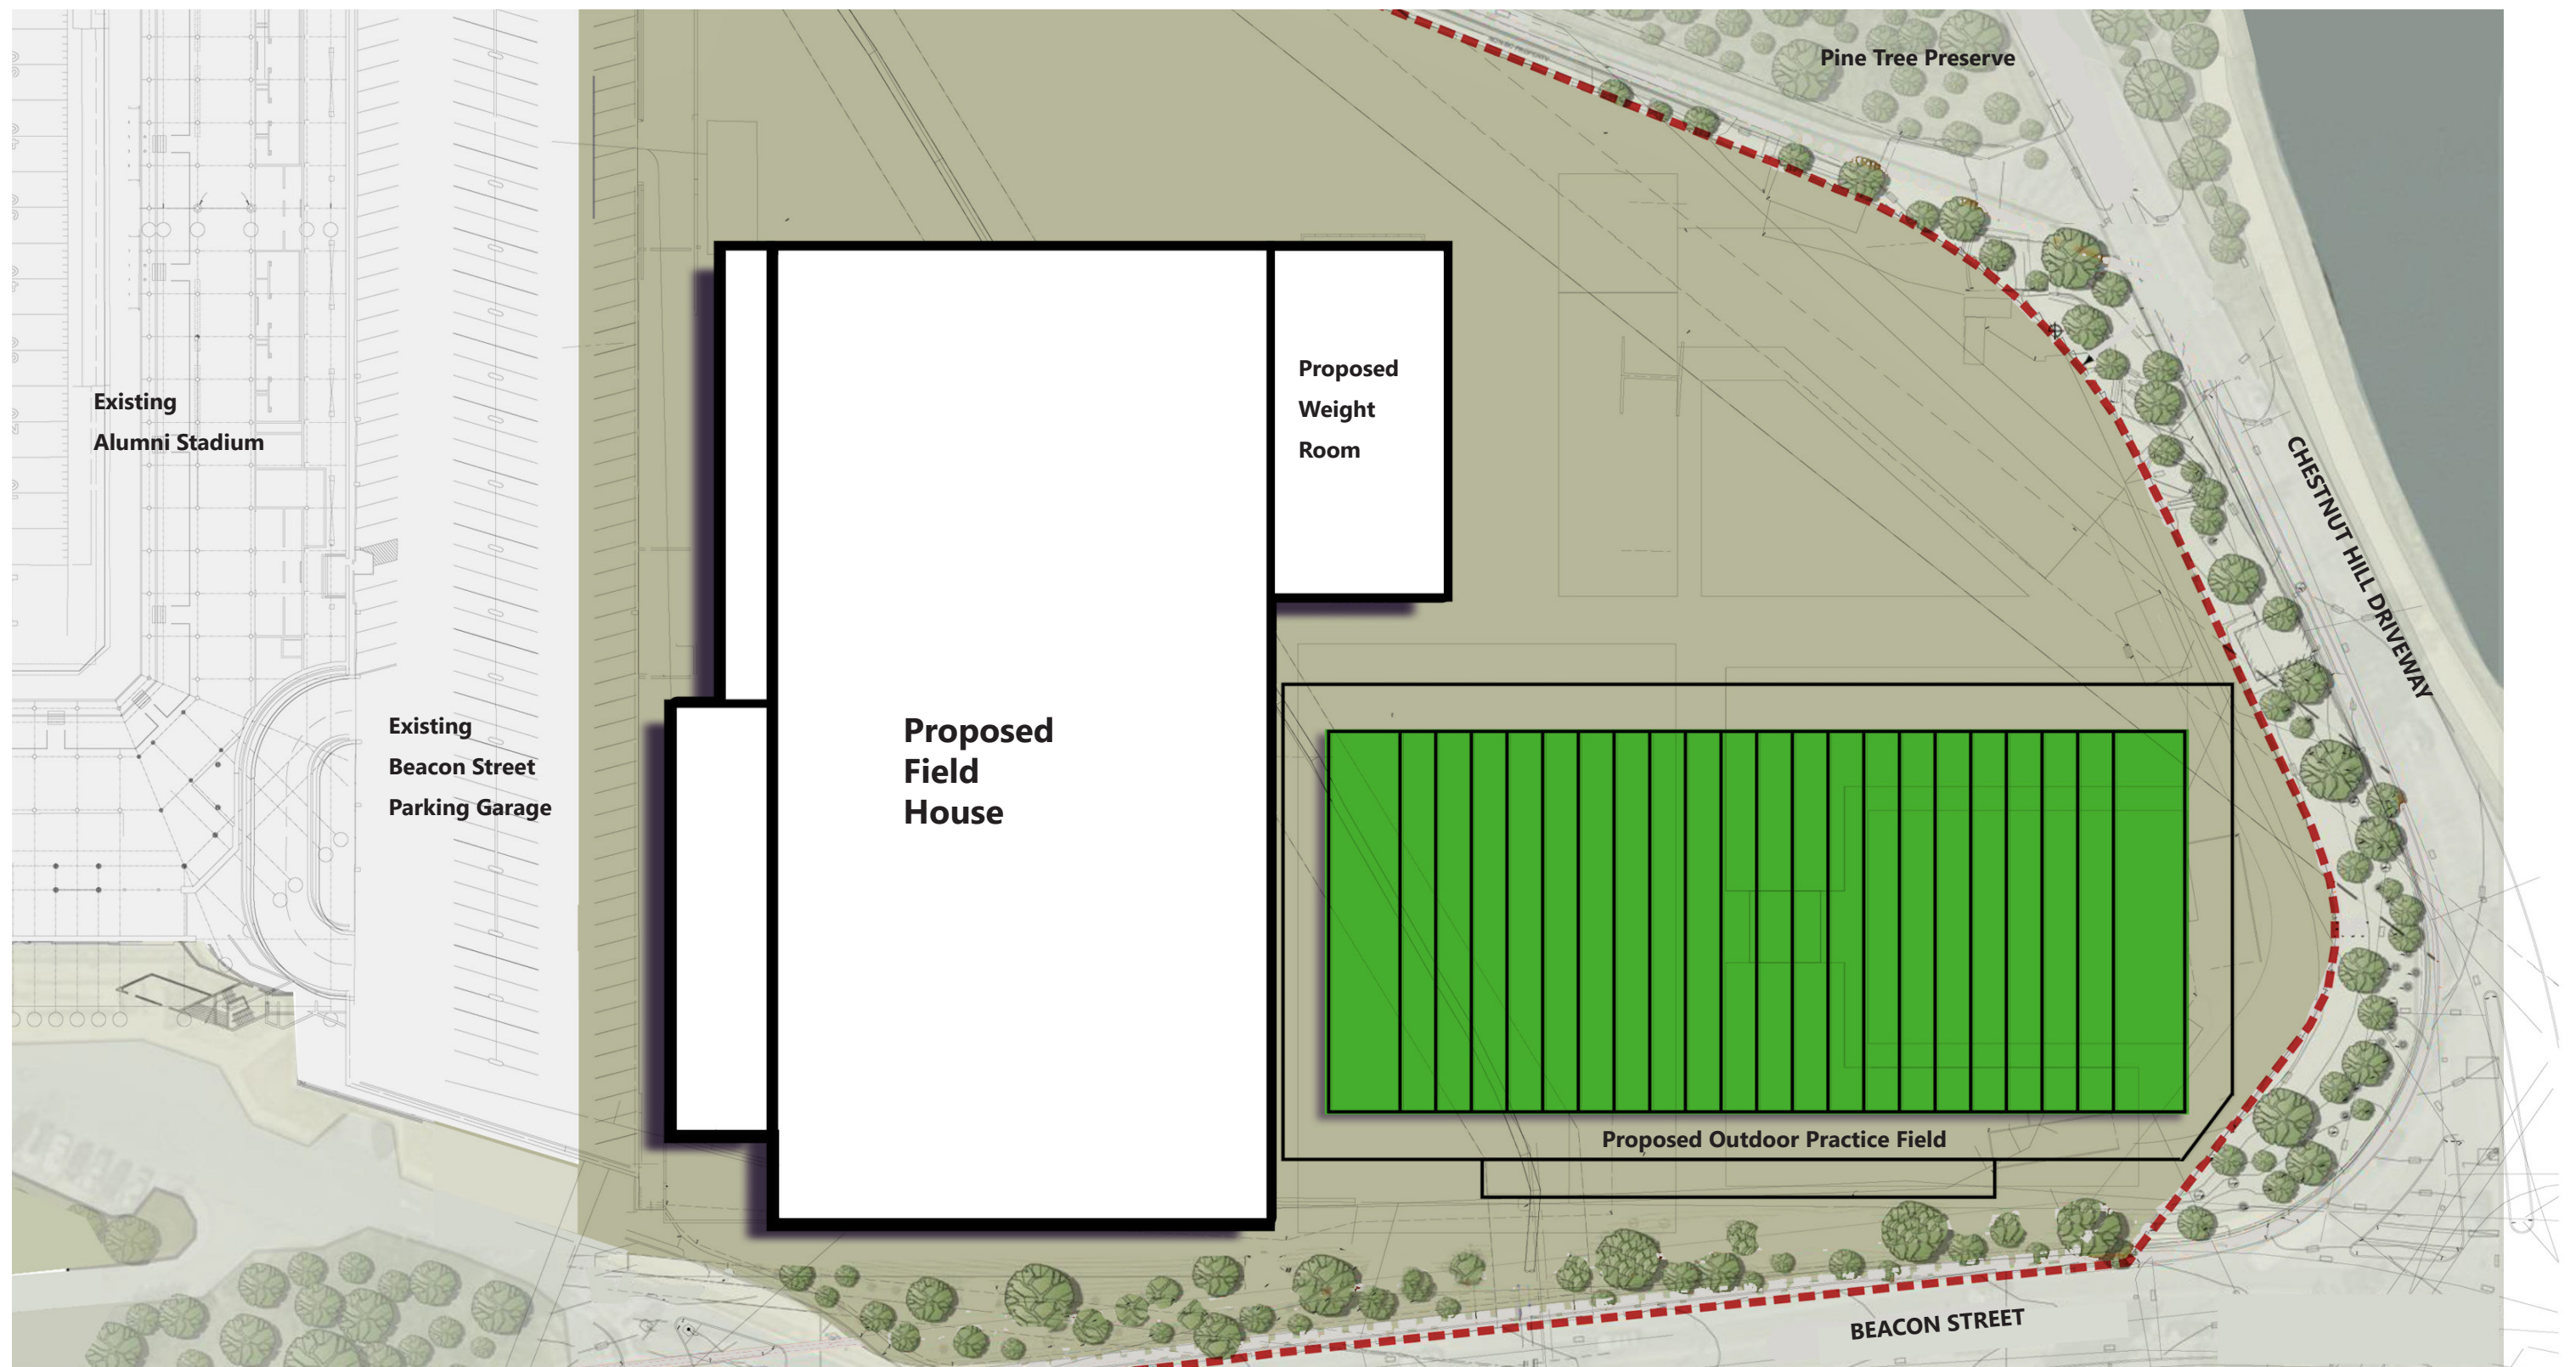 Pine Tree Preserve
Proposed
Weight
Room
Existing
Alumni Stadium
CHESTNUT HILL DRIVEWAY
Existing
Beacon Street
Parking Garage
Proposed
Field
House
Proposed Outdoor Practice Field
BEACON STREET